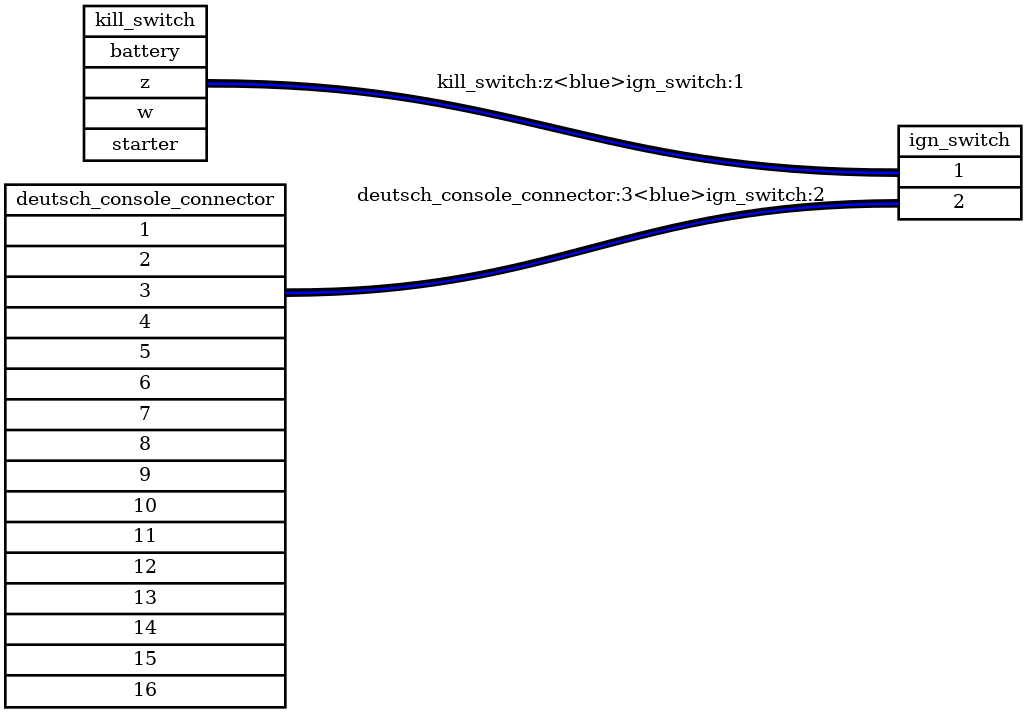 kill_switch
battery
z
w
starter
kill_switch:z<blue>ign_switch:1
ign_switch
1
2
deutsch_console_connector:3<blue>ign_switch:2
deutsch_console_connector
1
2
3
4
5
6
7
8
9
10
11
12
13
14
15
16